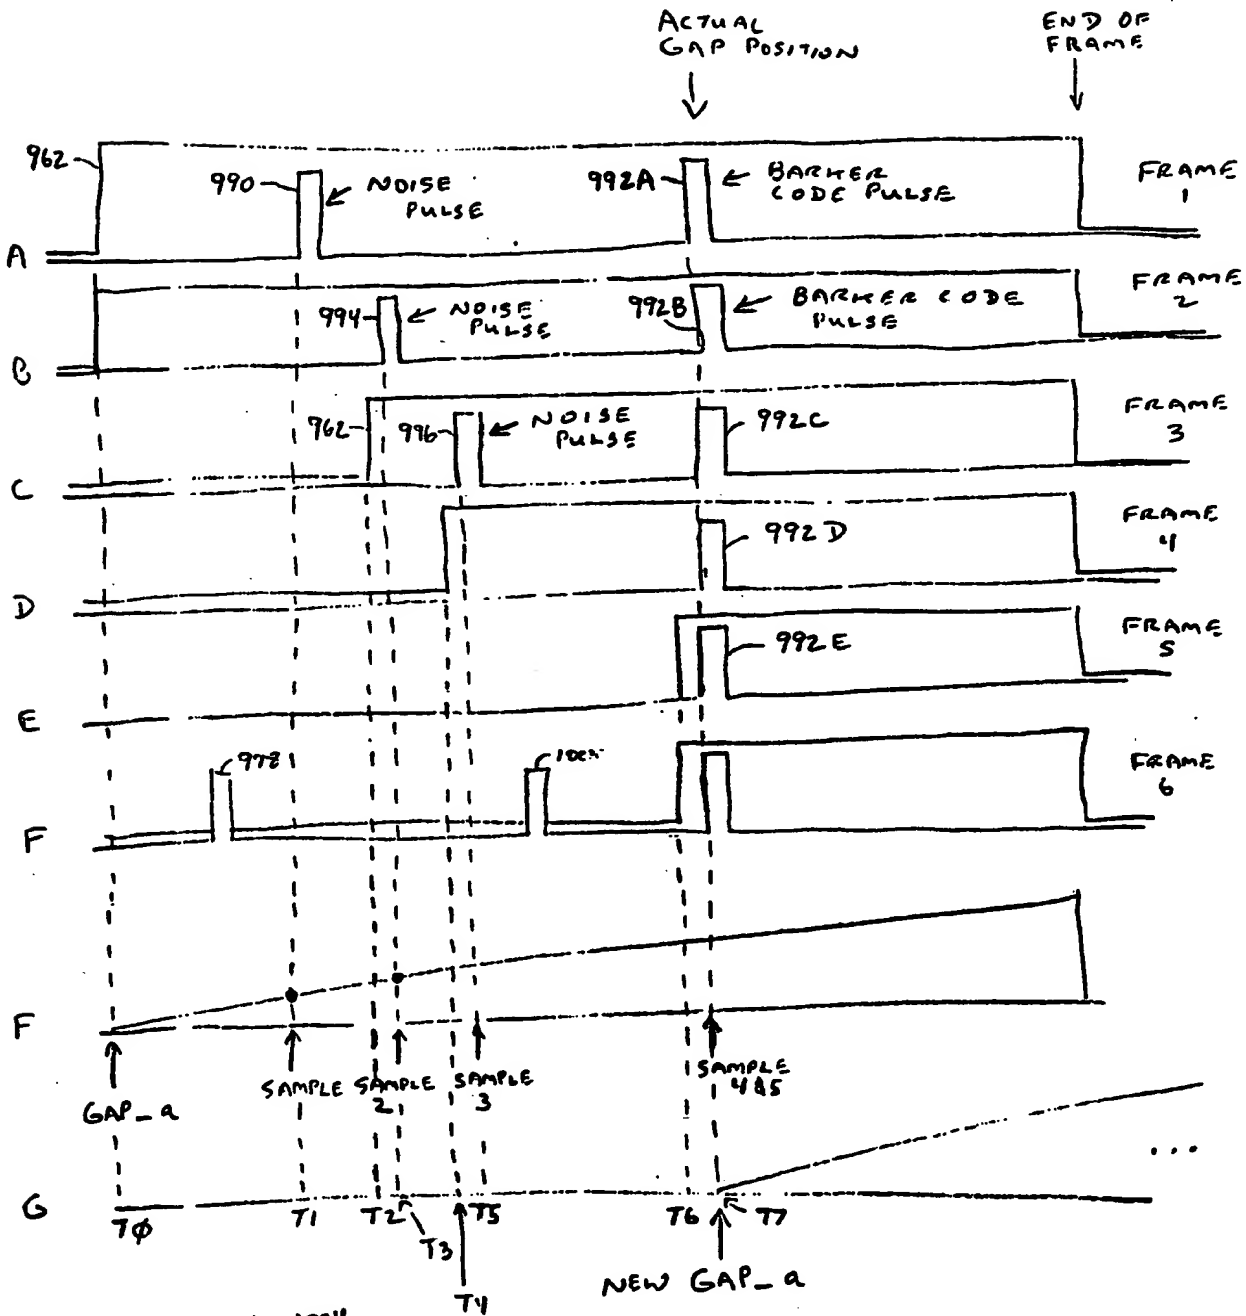 ACTUAL
GAP POSITION
END OF
FRAME
962
990
NOISE
PULSE
992A
BARKER
CODE PULSE
FRAME
1
A
994
NOISE
PULSE
992B
BARKER CODE
PULSE
FRAME
2
B
962
996
NOISE
PULSE
992C
FRAME
3
C
992D
FRAME
4
D
992E
FRAME
5
E
FRAME
6
F
F
GAP_a
SAMPLE
SAMPLE
2
SAMPLE
3
SAMPLE
4&5
...
G
TØ
T1
T2
T3
T4
T5
T6
T7
NEW GAP_a